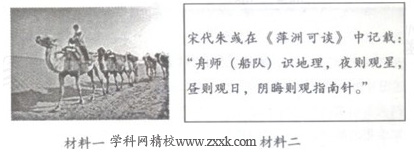 宋代朱彧在《萍洲可谈》中记载:
“舟师(船队)识地理,夜则观星,
昼则观日,阴晦则观指南针。”
材料一 学科网精校www.zxxk.com 材料二